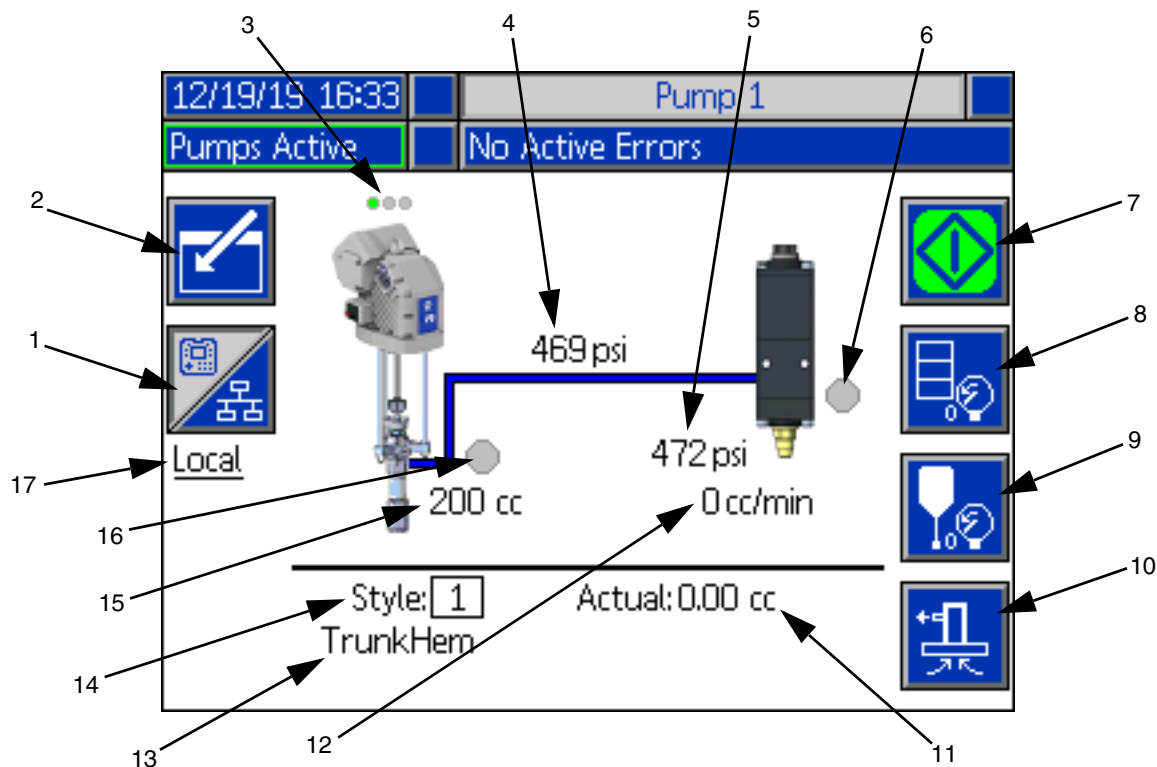 3
4
5
6
12/19/19 16:33
Pump 1
Pumps Active
No Active Errors
2
7
1
469 psi
8
Local
472 psi
17
9
16
200 cc
0 cc/min
15
10
Style: 1
Actual: 0.00 cc
14
TrunkHem
13
12
11
0
0